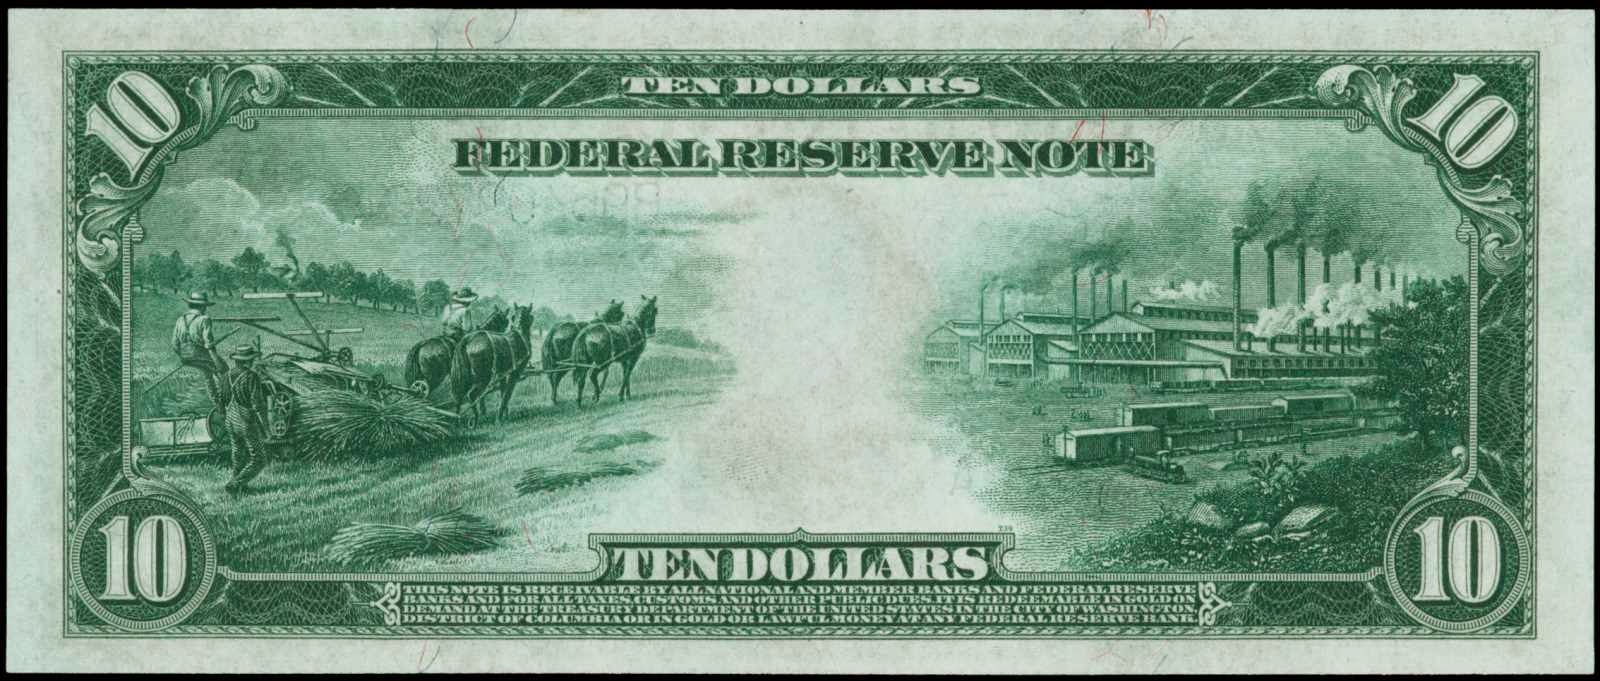 10 TEN DOLLARS 10
FEDERAL RESERVE NOTE
739
10 TEN DOLLARS 10
THIS NOTE IS RECEIVABLE BY ALL NATIONAL AND MEMBER BANKS AND FEDERAL RESERVE
BANKS AND FOR ALL TAXES, CUSTOMS AND OTHER PUBLIC DUES. IT IS REDEEMABLE IN GOLD ON
DEMAND AT THE TREASURY DEPARTMENT OF THE UNITED STATES IN THE CITY OF WASHINGTON,
DISTRICT OF COLUMBIA OR IN GOLD OR LAWFUL MONEY AT ANY FEDERAL RESERVE BANK.